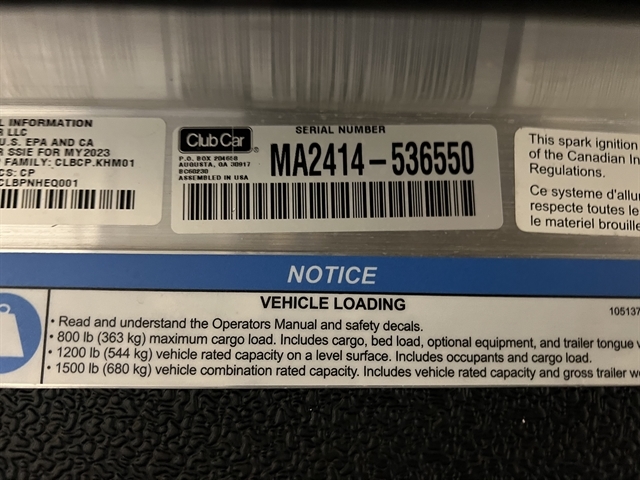 L INFORMATION
R LLC
U.S. EPA AND CA
R SSIE FOR MY2023
FAMILY: CLBCP.KHM01
CS: CP
CLBPNHEQ001
Club Car
P.O. BOX 204658
AUGUSTA, GA 30917
BC60230
ASSEMBLED IN USA
SERIAL NUMBER
MA2414-536550
This spark ignition
of the Canadian In
Regulations.
Ce systeme d'allu
respecte toutes le
le materiel brouille
NOTICE
VEHICLE LOADING
105137
• Read and understand the Operators Manual and safety decals.
• 800 lb (363 kg) maximum cargo load. Includes cargo, bed load, optional equipment, and trailer tongue
• 1200 lb (544 kg) vehicle rated capacity on a level surface. Includes occupants and cargo load.
• 1500 lb (680 kg) vehicle combination rated capacity. Includes vehicle rated capacity and gross trailer we